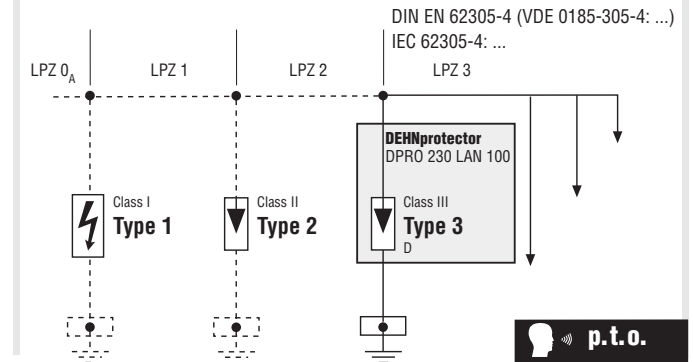 DIN EN 62305-4 (VDE 0185-305-4: ...)
IEC 62305-4: ...
LPZ 0A LPZ 1 LPZ 2 LPZ 3
DEHNprotector
DPRO 230 LAN 100
Class I Class II Class III
Type 1 Type 2 Type 3
D
p.t.o.